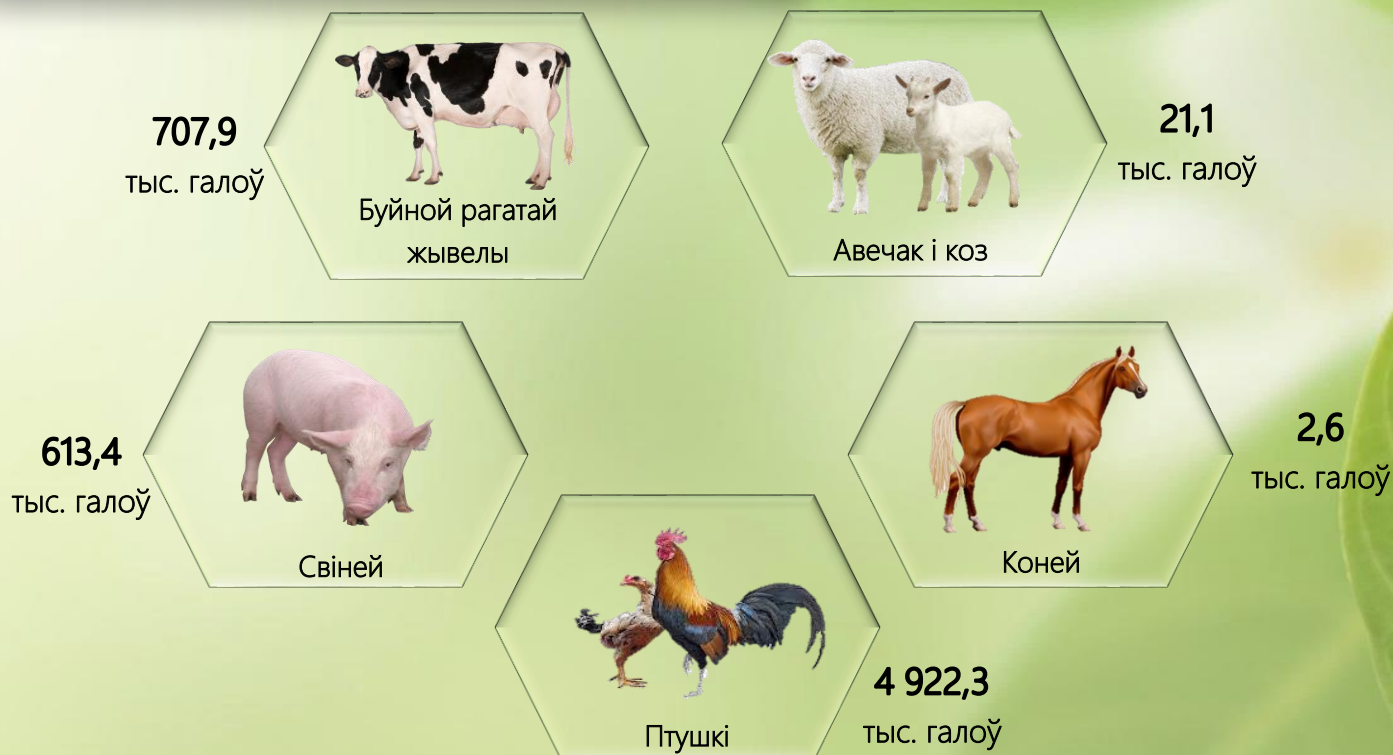 707,9
тыс. галоў
Буйной рагатай
жывелы
21,1
тыс. галоў
Авечак і коз
613,4
тыс. галоў
Свіней
2,6
тыс. галоў
Коней
4 922,3
тыс. галоў
Птушкі